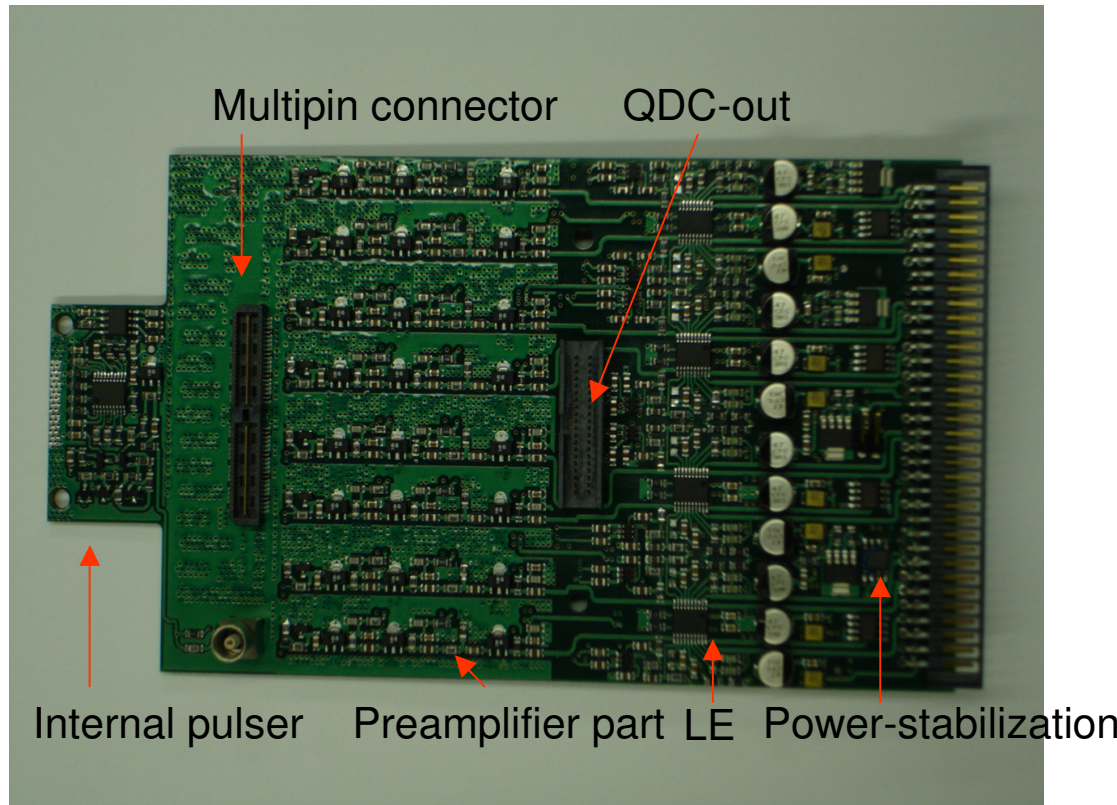 Multipin connector
QDC-out
Internal pulser
Preamplifier part
LE
Power-stabilization